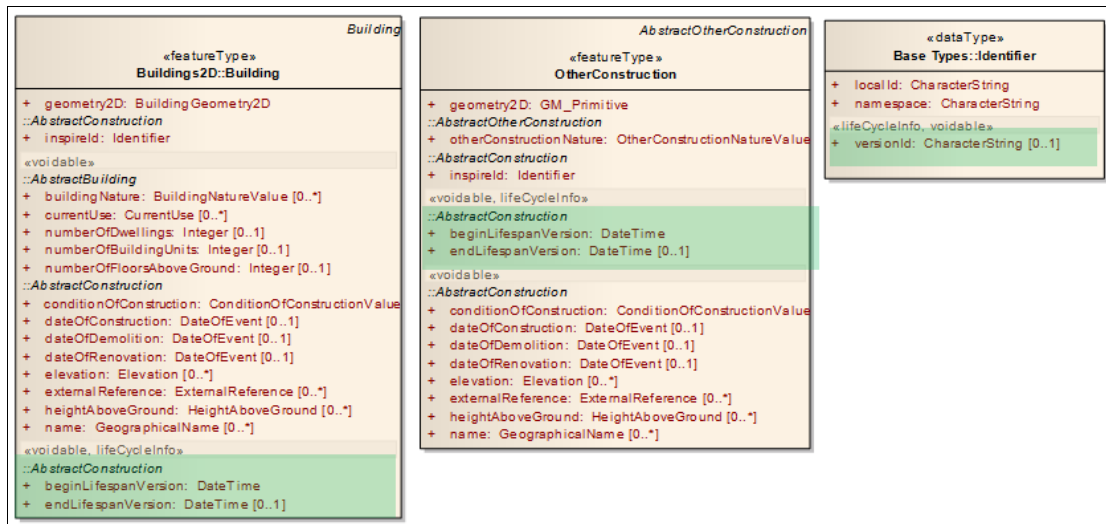 Building
«featureType»
Buildings2D::Building
+ geometry2D: BuildingGeometry2D
::AbstractConstruction
+ inspireId: Identifier
«voidable»
::AbstractBuilding
+ buildingNature: BuildingNatureValue [0..*]
+ currentUse: CurrentUse [0..*]
+ numberOfDwellings: Integer [0..1]
+ numberOfBuildingUnits: Integer [0..1]
+ numberOfFloorsAboveGround: Integer [0..1]
::AbstractConstruction
+ conditionOfConstruction: ConditionOfConstructionValue
+ dateOfConstruction: DateOfEvent [0..1]
+ dateOfDemolition: DateOfEvent [0..1]
+ dateOfRenovation: DateOfEvent [0..1]
+ elevation: Elevation [0..*]
+ externalReference: ExternalReference [0..*]
+ heightAboveGround: HeightAboveGround [0..*]
+ name: GeographicalName [0..*]
«voidable, lifeCycleInfo»
::AbstractConstruction
+ beginLifespanVersion: DateTime
+ endLifespanVersion: DateTime [0..1]
AbstractOtherConstruction
«featureType»
OtherConstruction
+ geometry2D: GM_Primitive
::AbstractOtherConstruction
+ otherConstructionNature: OtherConstructionNatureValue
::AbstractConstruction
+ inspireId: Identifier
«voidable, lifeCycleInfo»
::AbstractConstruction
+ beginLifespanVersion: DateTime
+ endLifespanVersion: DateTime [0..1]
«voidable»
::AbstractConstruction
+ conditionOfConstruction: ConditionOfConstructionValue
+ dateOfConstruction: DateOfEvent [0..1]
+ dateOfDemolition: DateOfEvent [0..1]
+ dateOfRenovation: DateOfEvent [0..1]
+ elevation: Elevation [0..*]
+ externalReference: ExternalReference [0..*]
+ heightAboveGround: HeightAboveGround [0..*]
+ name: GeographicalName [0..*]
«dataType»
Base Types::Identifier
+ localId: CharacterString
+ namespace: CharacterString
«lifeCycleInfo, voidable»
+ versionId: CharacterString [0..1]